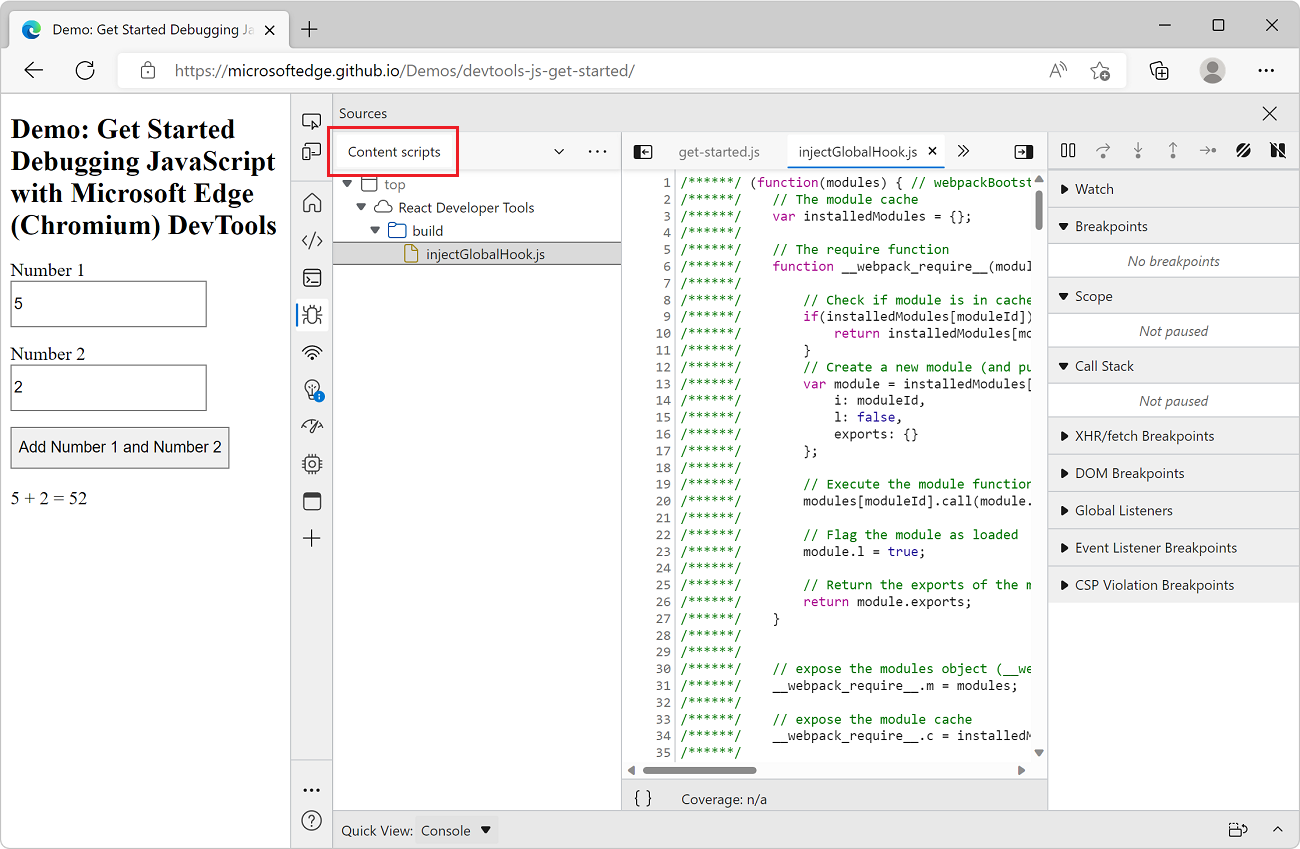 Demo: Get Started Debugging Ja
https://microsoftedge.github.io/Demos/devtools-js-get-started/
Demo: Get Started
Debugging JavaScript
with Microsoft Edge
(Chromium) DevTools
Number 1
5
Number 2
2
Add Number 1 and Number 2
5 + 2 = 52
Sources
Content scripts
top
React Developer Tools
build
injectGlobalHook.js
get-started.js
injectGlobalHook.js
1 /******/ (function(modules) { // webpackBootst
2 /******/ // The module cache
3 /******/ var installedModules = {};
4 /******/
5 /******/ // The require function
6 /******/ function __webpack_require__(modul
7 /******/
8 /******/ // Check if module is in cache
9 /******/ if(installedModules[moduleId])
10 /******/ return installedModules[mo
11 /******/ }
12 /******/ // Create a new module (and pu
13 /******/ var module = installedModules[
14 /******/ i: moduleId,
15 /******/ l: false,
16 /******/ exports: {}
17 /******/ };
18 /******/
19 /******/ // Execute the module function
20 /******/ modules[moduleId].call(module.
21 /******/
22 /******/ // Flag the module as loaded
23 /******/ module.l = true;
24 /******/
25 /******/ // Return the exports of the m
26 /******/ return module.exports;
27 /******/ }
28 /******/
29 /******/
30 /******/ // expose the modules object (__we
31 /******/ __webpack_require__.m = modules;
32 /******/
33 /******/ // expose the module cache
34 /******/ __webpack_require__.c = installedM
35 /******/
{ } Coverage: n/a
Watch
Breakpoints
No breakpoints
Scope
Not paused
Call Stack
Not paused
XHR/fetch Breakpoints
DOM Breakpoints
Global Listeners
Event Listener Breakpoints
CSP Violation Breakpoints
Quick View: Console